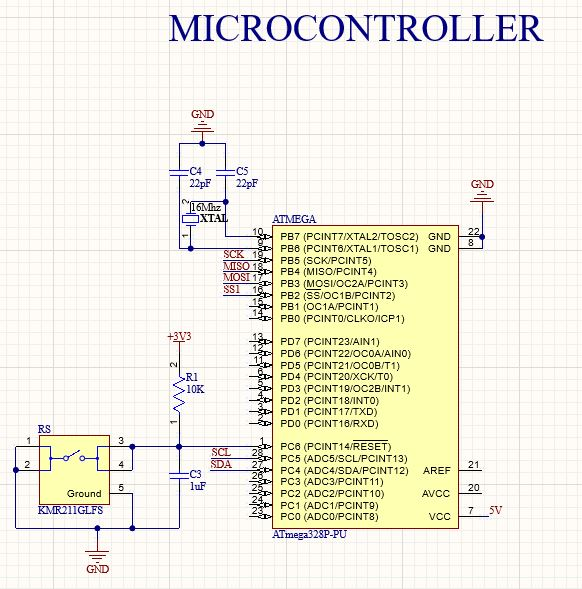 MICROCONTROLLER
GND
C4 C5
22pF 22pF
2 16Mhz
XTAL
1
GND
ATMEGA
10 PB7 (PCINT7/XTAL2/TOSC2) GND 22
9 PB6 (PCINT6/XTAL1/TOSC1) GND 8
SCK 19 PB5 (SCK/PCINT5)
MISO 18 PB4 (MISO/PCINT4)
MOSI 17 PB3 (MOSI/OC2A/PCINT3)
SS1 16 PB2 (SS/OC1B/PCINT2)
15 PB1 (OC1A/PCINT1)
14 PB0 (PCINT0/CLKO/ICP1)
13 PD7 (PCINT23/AIN1)
12 PD6 (PCINT22/OC0A/AIN0)
11 PD5 (PCINT21/OC0B/T1)
6 PD4 (PCINT20/XCK/T0)
5 PD3 (PCINT19/OC2B/INT1)
4 PD2 (PCINT18/INT0)
3 PD1 (PCINT17/TXD)
2 PD0 (PCINT16/RXD)
+3V3
2
R1
10K
1
1 PC6 (PCINT14/RESET)
SCL 28 PC5 (ADC5/SCL/PCINT13)
SDA 27 PC4 (ADC4/SDA/PCINT12) AREF 21
26 PC3 (ADC3/PCINT11)
25 PC2 (ADC2/PCINT10) AVCC 20
24 PC1 (ADC1/PCINT9)
23 PC0 (ADC0/PCINT8) VCC 7 5V
ATmega328P-PU
RS
1 3
2 4
Ground 5
KMR211GLFS
C3
1uF
GND